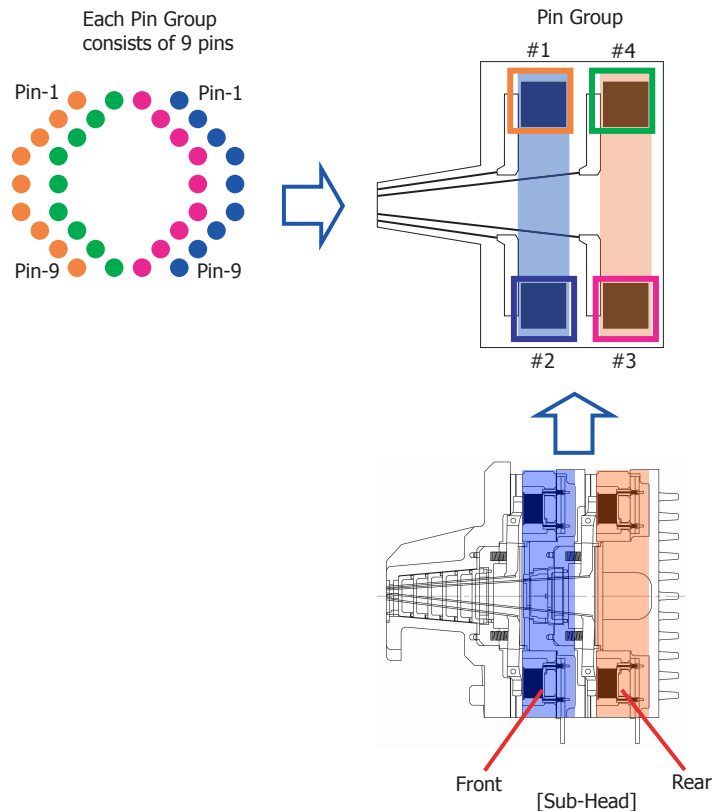 Each Pin Group
consists of 9 pins
Pin-1
Pin-1
Pin-9
Pin-9
Pin Group
#1
#4
#2
#3
Front
Rear
[Sub-Head]